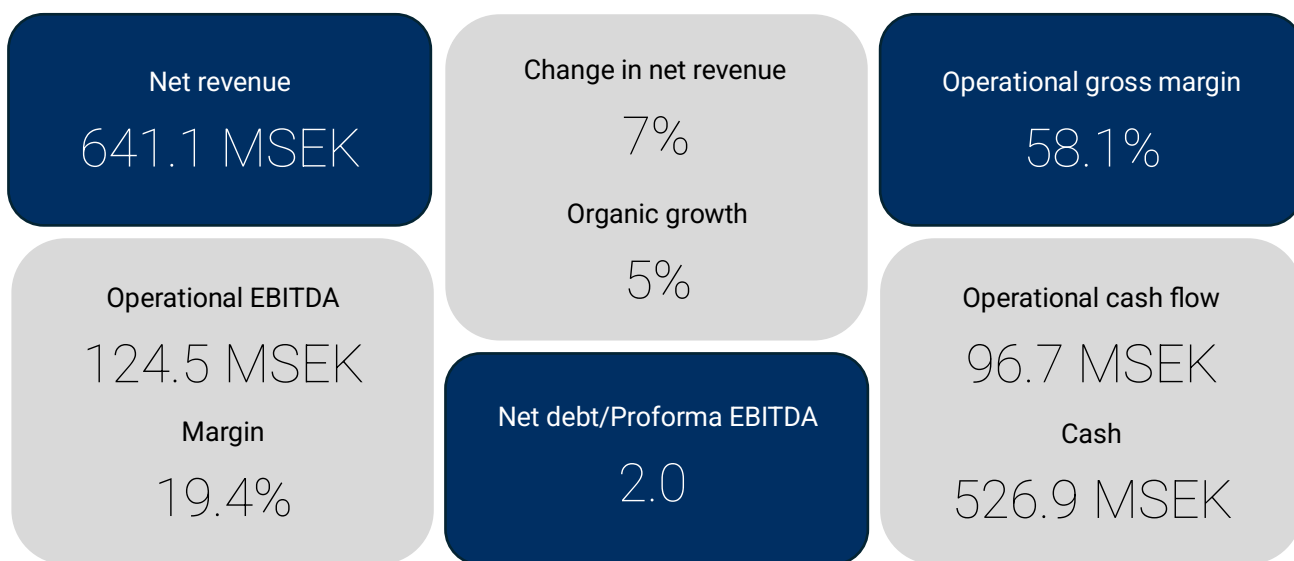 Net revenue
641.1 MSEK
Change in net revenue
7%
Organic growth
5%
Operational gross margin
58.1%
Operational EBITDA
124.5 MSEK
Margin
19.4%
Net debt/Proforma EBITDA
2.0
Operational cash flow
96.7 MSEK
Cash
526.9 MSEK